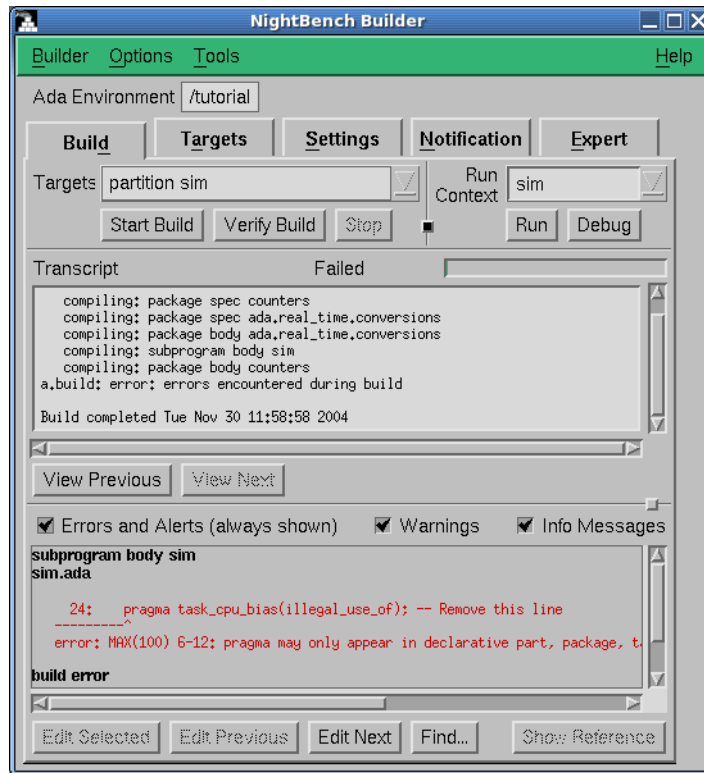 NightBench Builder
Builder Options Tools Help
Ada Environment /tutorial
Build Targets Settings Notification Expert
Targets partition sim Run Context sim
Start Build Verify Build Stop Run Debug
Transcript Failed
compiling: package spec counters
compiling: package spec ada.real_time.conversions
compiling: package body ada.real_time.conversions
compiling: subprogram body sim
compiling: package body counters
a.build: error: errors encountered during build
Build completed Tue Nov 30 11:58:58 2004
View Previous View Next
Errors and Alerts (always shown) Warnings Info Messages
subprogram body sim
sim.ada
24: pragma task_cpu_bias(illegal_use_of); -- Remove this line
---------^
error: MAX(100) 6-12: pragma may only appear in declarative part, package, t
build error
Edit Selected Edit Previous Edit Next Find... Show Reference